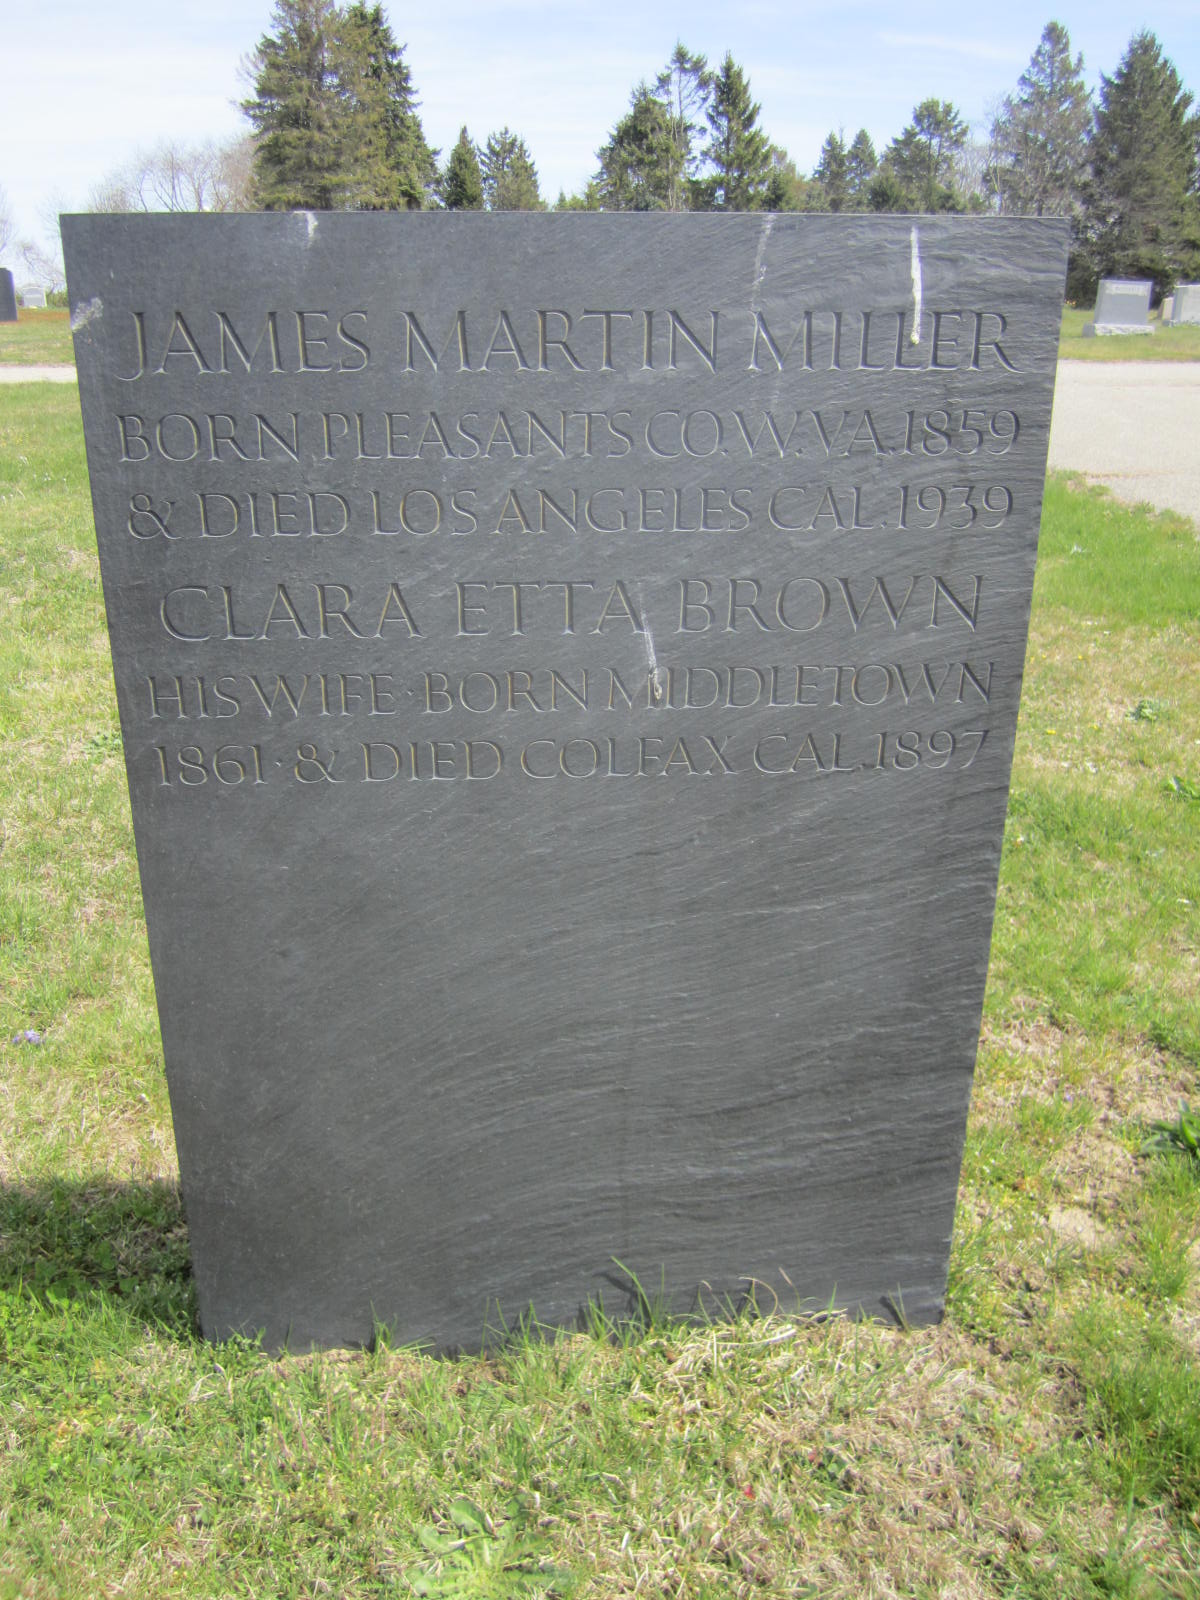 JAMES MARTIN MILLER
BORN PLEASANTS CO. W. VA. 1859
& DIED LOS ANGELES CAL. 1939
CLARA ETTA BROWN
HIS WIFE · BORN MIDDLETOWN
1861 · & DIED COLFAX CAL. 1897